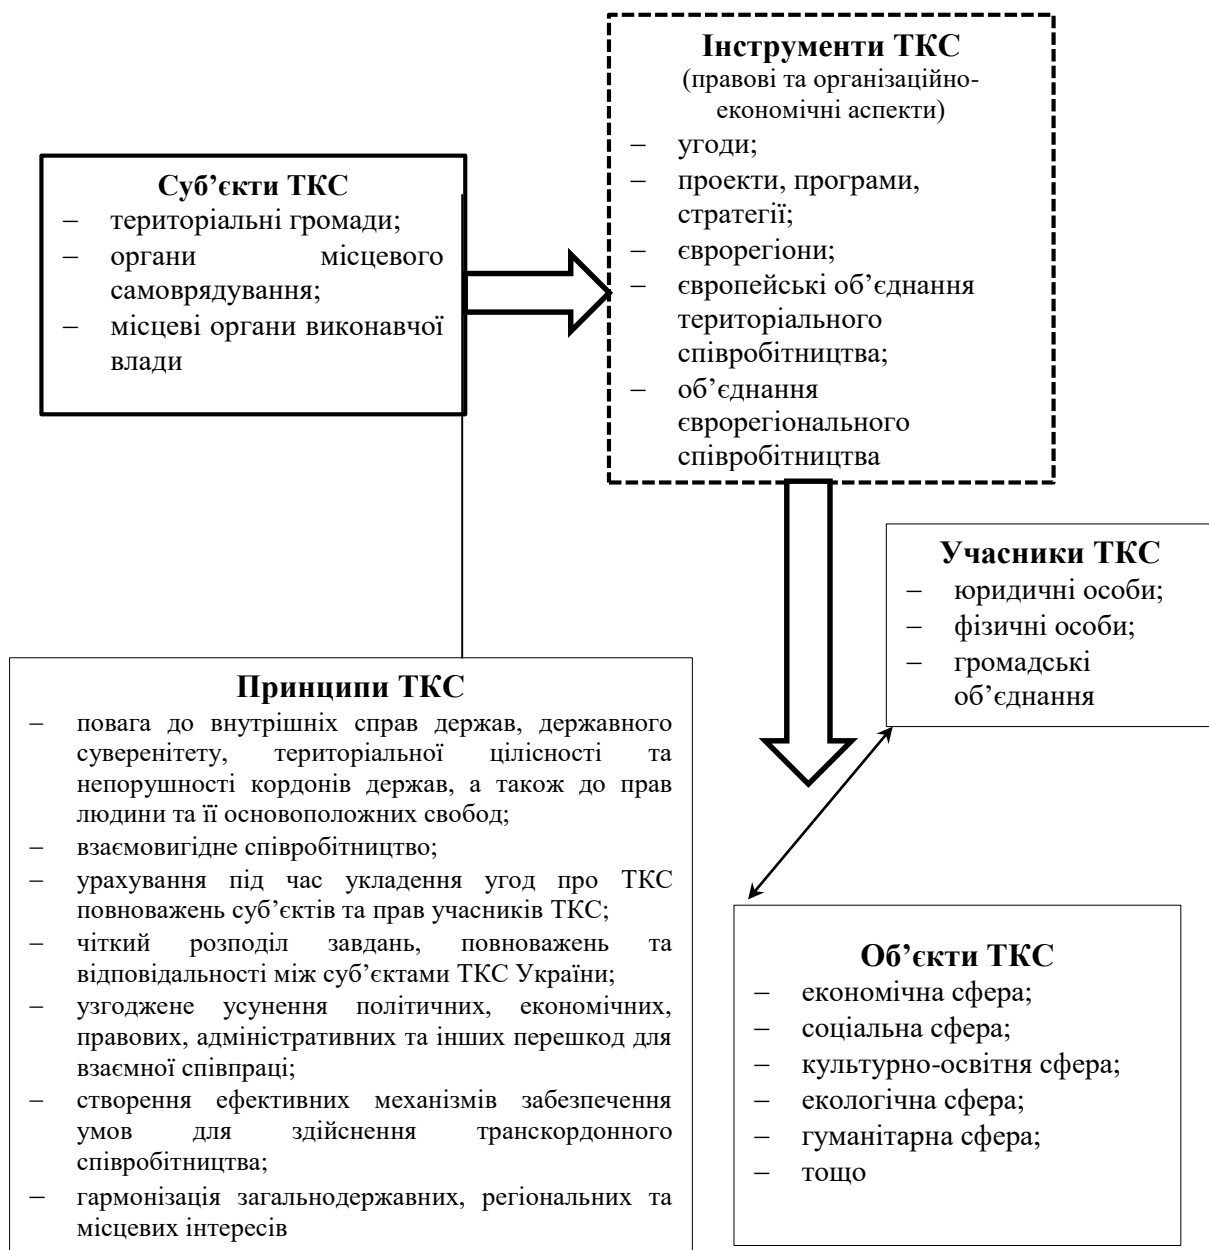 Інструменти ТКС
(правові та організаційно-
економічні аспекти)
– угоди;
– проекти, програми,
стратегії;
– єврорегіони;
– європейські об’єднання
територіального
співробітництва;
– об’єднання
єврорегіонального
співробітництва
Суб’єкти ТКС
– територіальні громади;
– органи місцевого
самоврядування;
– місцеві органи виконавчої
влади
Учасники ТКС
– юридичні особи;
– фізичні особи;
– громадські
об’єднання
Принципи ТКС
– повага до внутрішніх справ держав, державного
суверенітету, територіальної цілісності та
непорушності кордонів держав, а також до прав
людини та її основоположних свобод;
– взаємовигідне співробітництво;
– урахування під час укладення угод про ТКС
повноважень суб’єктів та прав учасників ТКС;
– чіткий розподіл завдань, повноважень та
відповідальності між суб’єктами ТКС України;
– узгоджене усунення політичних, економічних,
правових, адміністративних та інших перешкод для
взаємної співпраці;
– створення ефективних механізмів забезпечення
умов для здійснення транскордонного
співробітництва;
– гармонізація загальнодержавних, регіональних та
місцевих інтересів
Об’єкти ТКС
– економічна сфера;
– соціальна сфера;
– культурно-освітня сфера;
– екологічна сфера;
– гуманітарна сфера;
– тощо